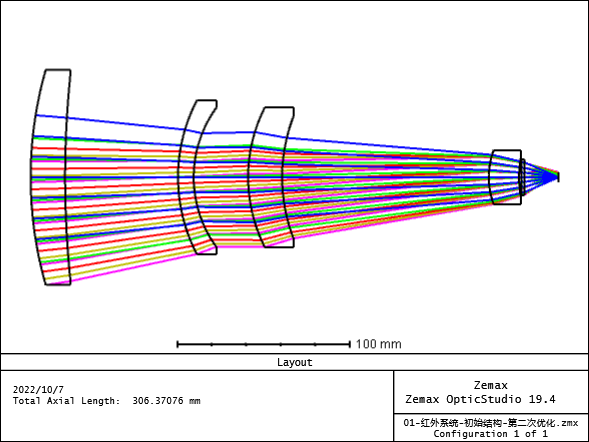 100 mm
Layout
2022/10/7
Total Axial Length:  306.37076 mm
Zemax
Zemax OpticStudio 19.4
01-红外系统-初始结构-第二次优化.zmx
Configuration 1 of 1